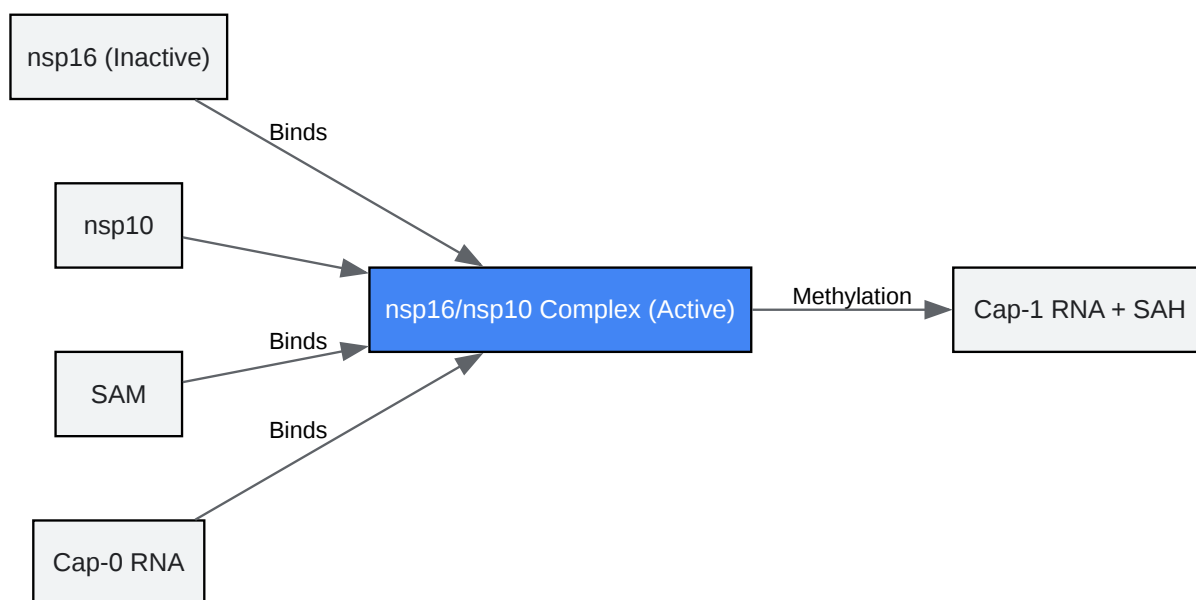 nsp16 (Inactive)
Binds
nsp10
nsp16/nsp10 Complex (Active)
Methylation
Cap-1 RNA + SAH
Binds
SAM
Binds
Cap-0 RNA